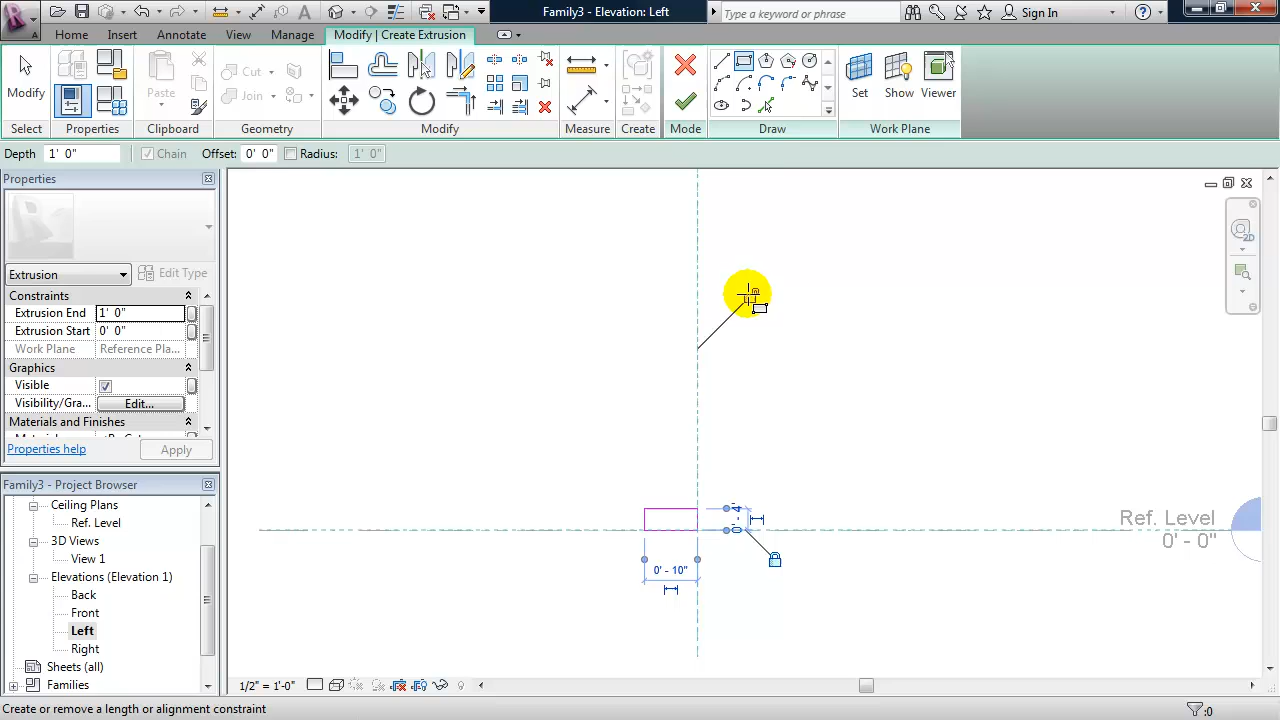 Family3 - Elevation: Left
Type a keyword or phrase
Sign In
Home
Insert
Annotate
View
Manage
Modify | Create Extrusion
Modify
Paste
Cut
Join
Set
Show
Viewer
Select
Properties
Clipboard
Geometry
Modify
Measure
Create
Mode
Draw
Work Plane
Depth 1' 0"
Chain
Offset: 0' 0"
Radius: 1' 0"
Properties
Extrusion
Edit Type
Constraints
Extrusion End 1' 0"
Extrusion Start 0' 0"
Work Plane Reference Pla...
Graphics
Visible
Visibility/Gra... Edit...
Materials and Finishes
Properties help
Apply
Family3 - Project Browser
Ceiling Plans
Ref. Level
3D Views
View 1
Elevations (Elevation 1)
Back
Front
Left
Right
Sheets (all)
Families
2D
0' - 10"
Ref. Level
0' - 0"
1/2" = 1'-0"
Create or remove a length or alignment constraint
:0